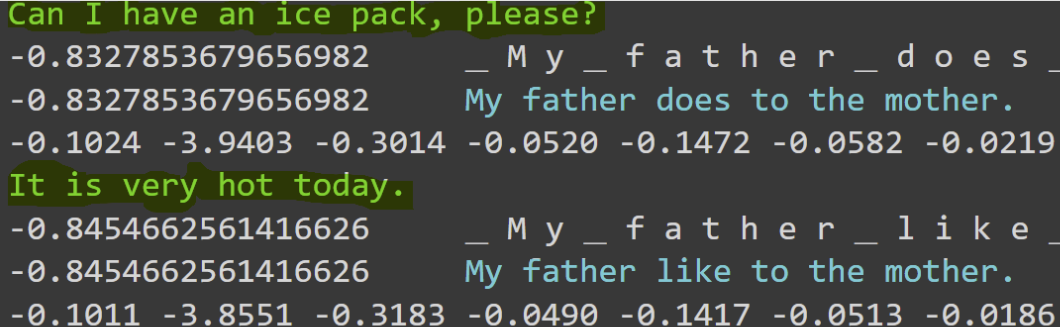 Can I have an ice pack, please?
-0.8327853679656982 _ M y _ f a t h e r _ d o e s _
-0.8327853679656982 My father does to the mother.
-0.1024 -3.9403 -0.3014 -0.0520 -0.1472 -0.0582 -0.0219
It is very hot today.
-0.8454662561416626 _ M y _ f a t h e r _ l i k e _
-0.8454662561416626 My father like to the mother.
-0.1011 -3.8551 -0.3183 -0.0490 -0.1417 -0.0513 -0.0186